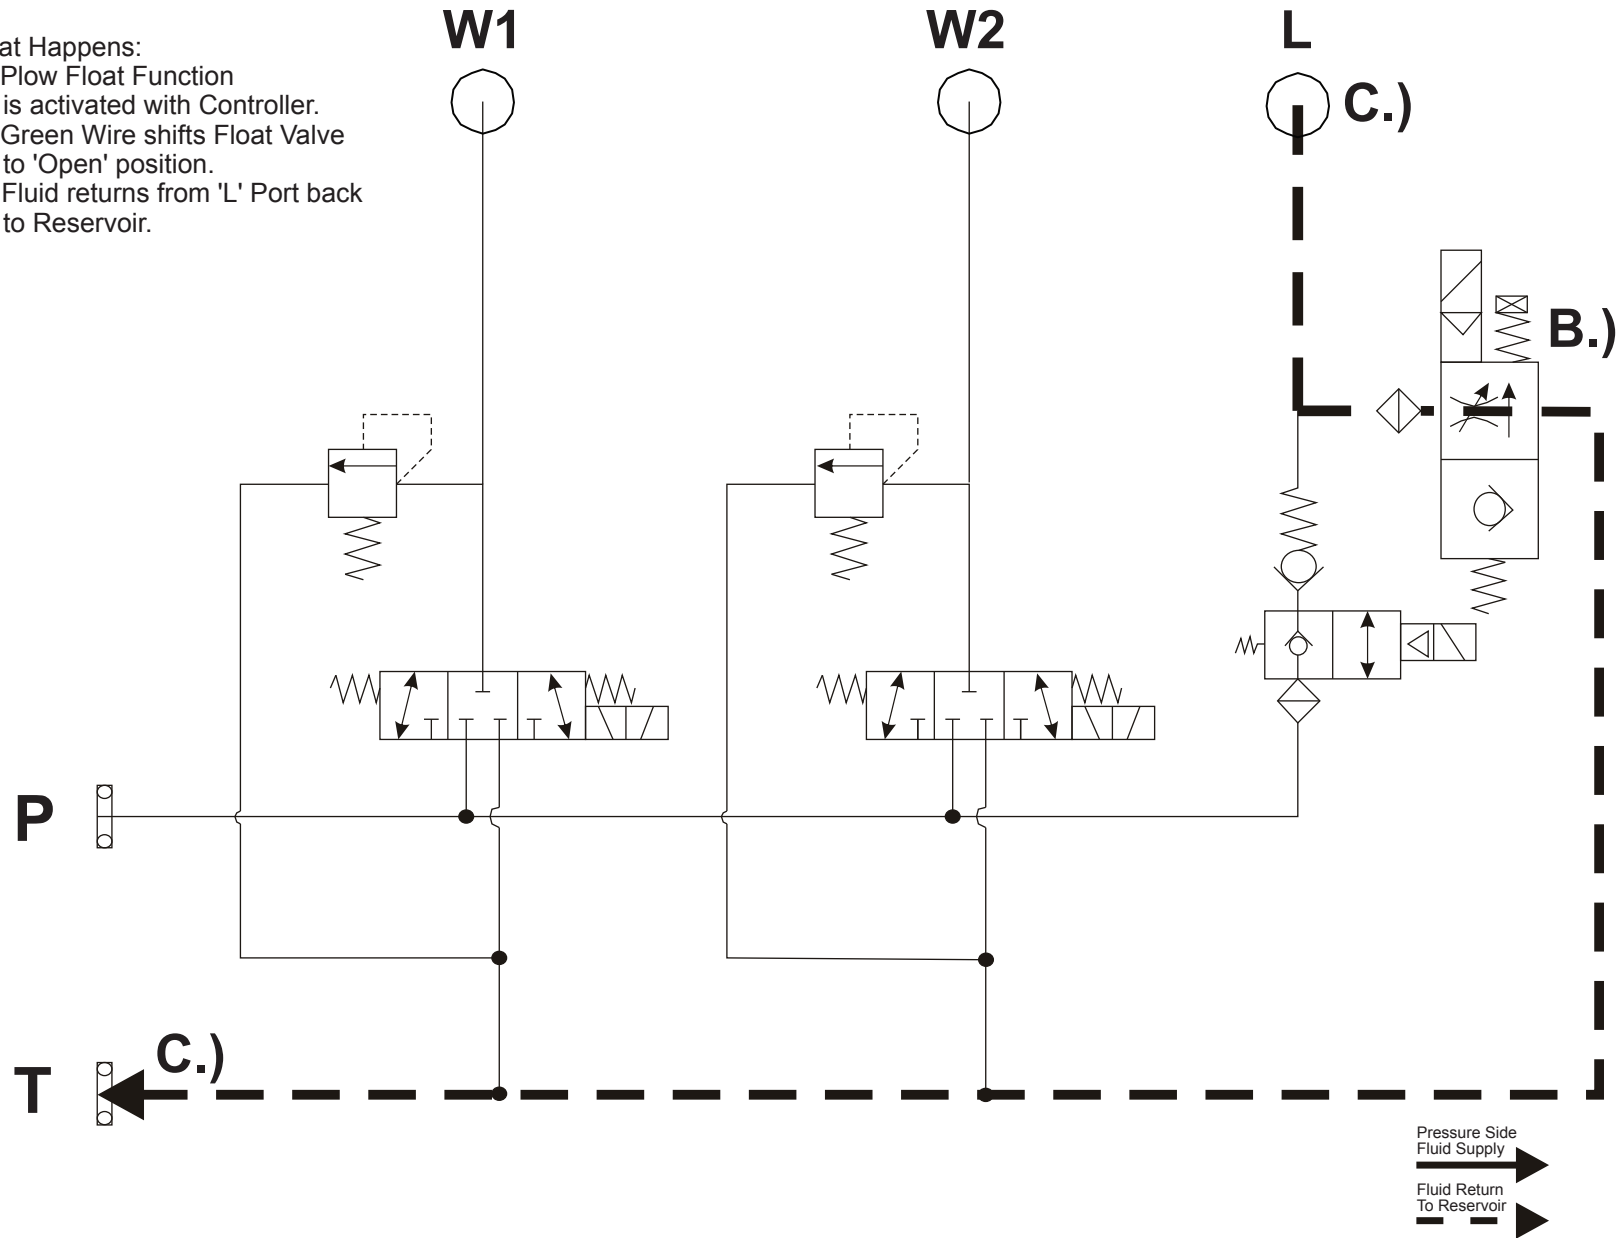 W1
W2
L
at Happens:
Plow Float Function
is activated with Controller.
Green Wire shifts Float Valve
to 'Open' position.
Fluid returns from 'L' Port back
to Reservoir.
C.)
B.)
P
C.)
T
Pressure Side
Fluid Supply
Fluid Return
To Reservoir